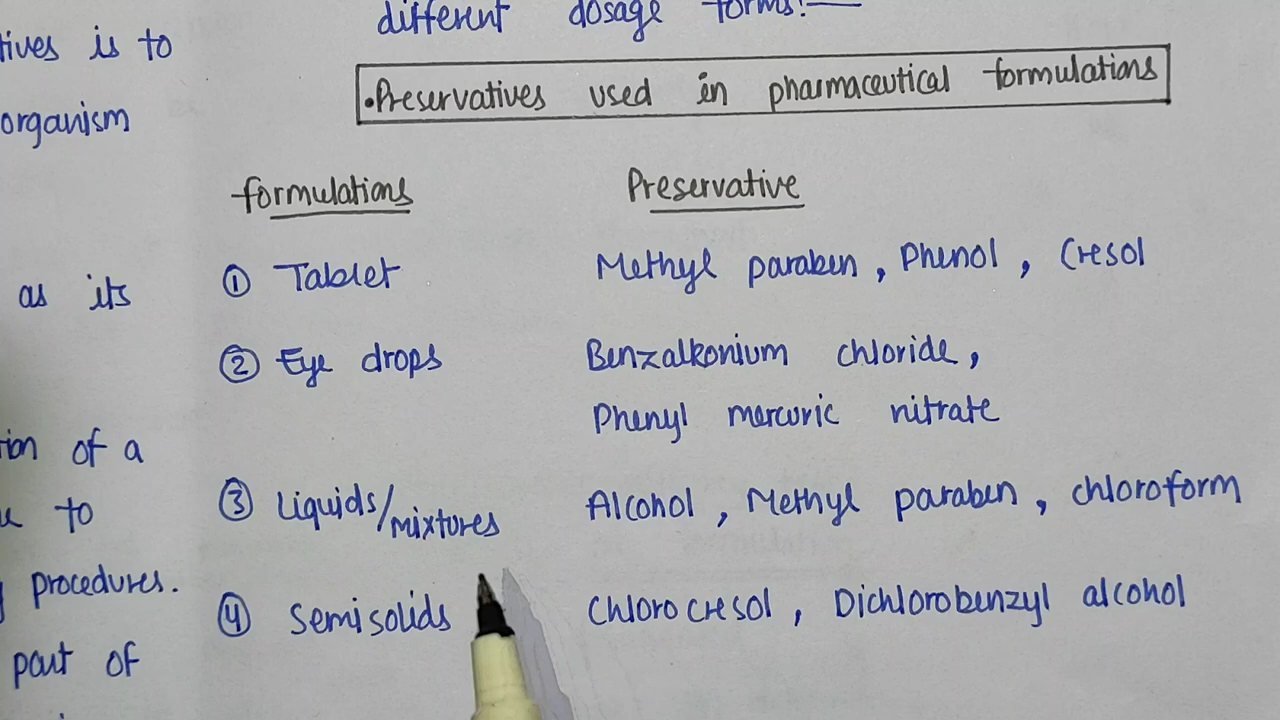 tives is to
organism
as its
tion of a
to
procedures.
part of
different dosage forms:-
•Preservatives used in pharmaceutical formulations
formulations Preservative
① Tablet Methyl paraben, Phenol, Cresol
② Eye drops Benzalkonium chloride,
Phenyl mercuric nitrate
③ Liquids/mixtures Alcohol, Methyl paraben, chloroform
④ Semisolids Chlorocresol, Dichlorobenzyl alcohol